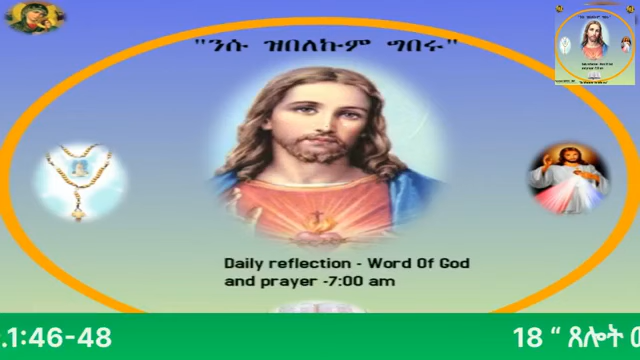 "ንሱ ዝበለኩም ግበሩ"
Daily reflection - Word Of God
and prayer -7:00 am
.1:46-48
18 “ ጸሎት